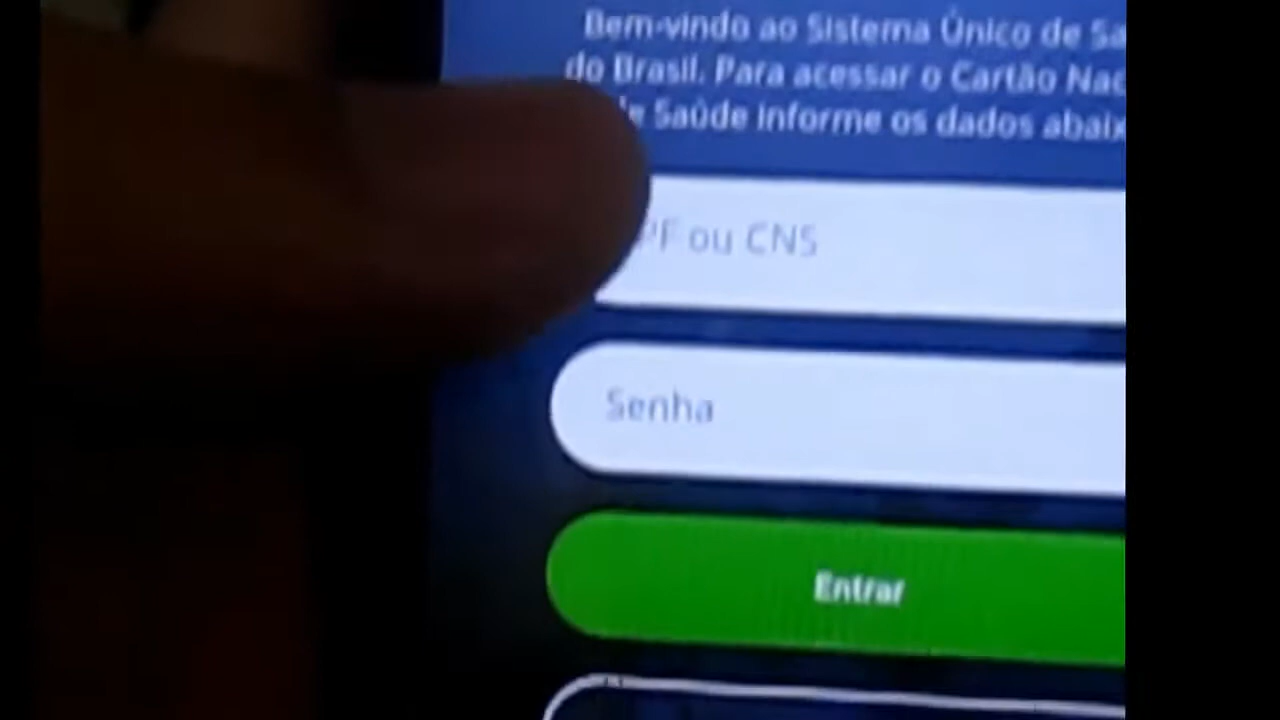 Bem-vindo ao Sistema Único de Sa
do Brasil. Para acessar o Cartão Nac
Saúde informe os dados abaix
PF ou CNS
Senha
Entrar